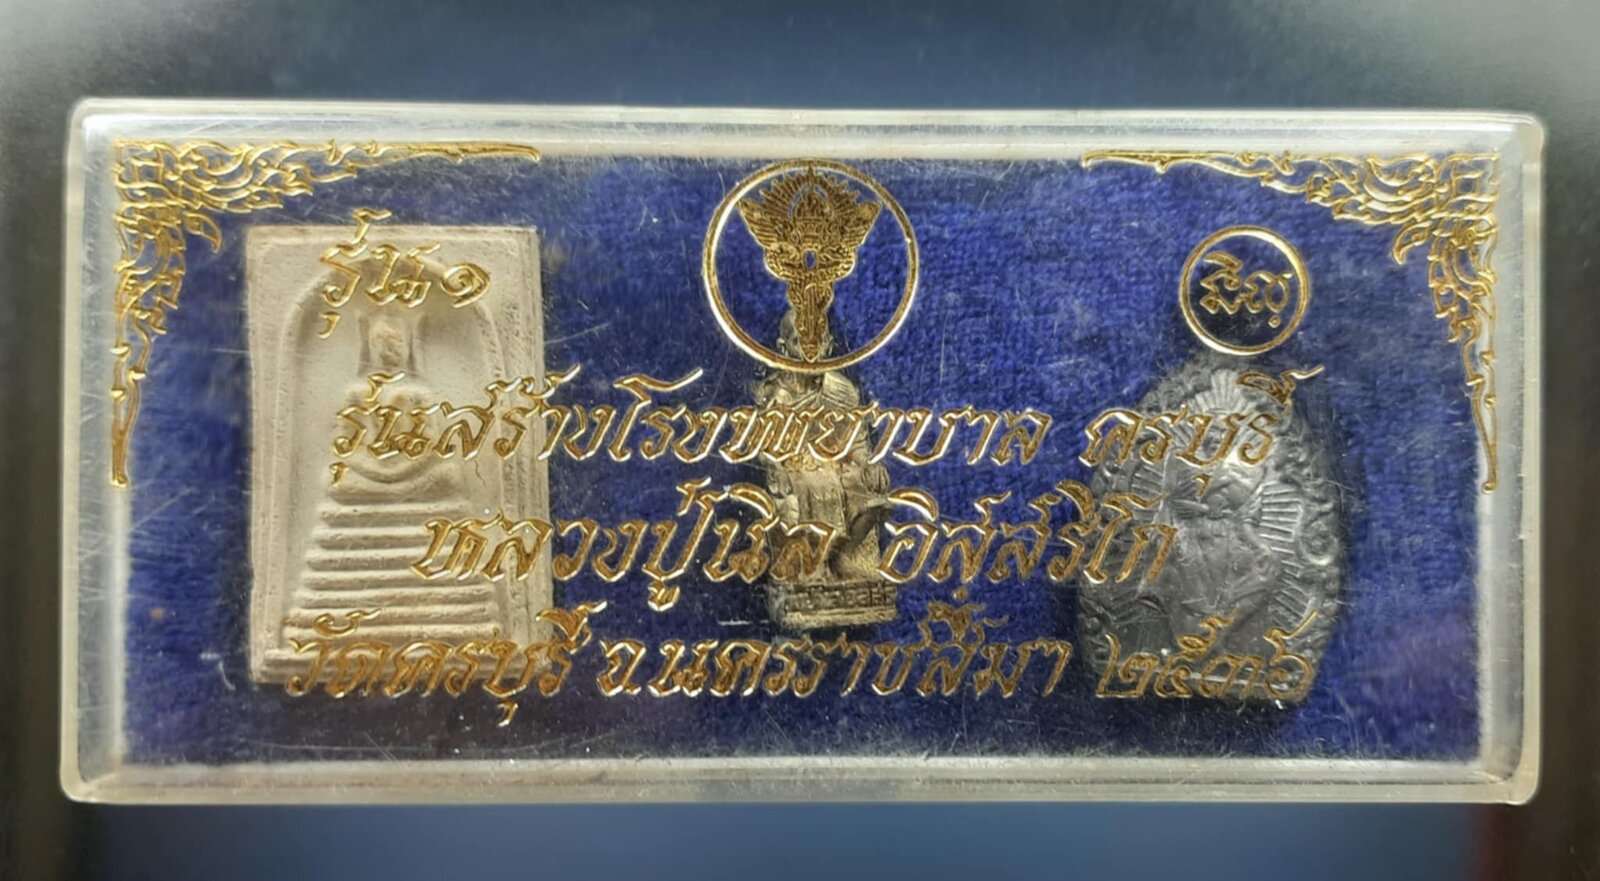 รุ่น ๑
รุ่นสร้างโรงพยาบาล ครบุรี
หลวงปู่นิล อิสฺสริโก
วัดครบุรี จ.นครราชสีมา ๒๕๓๖